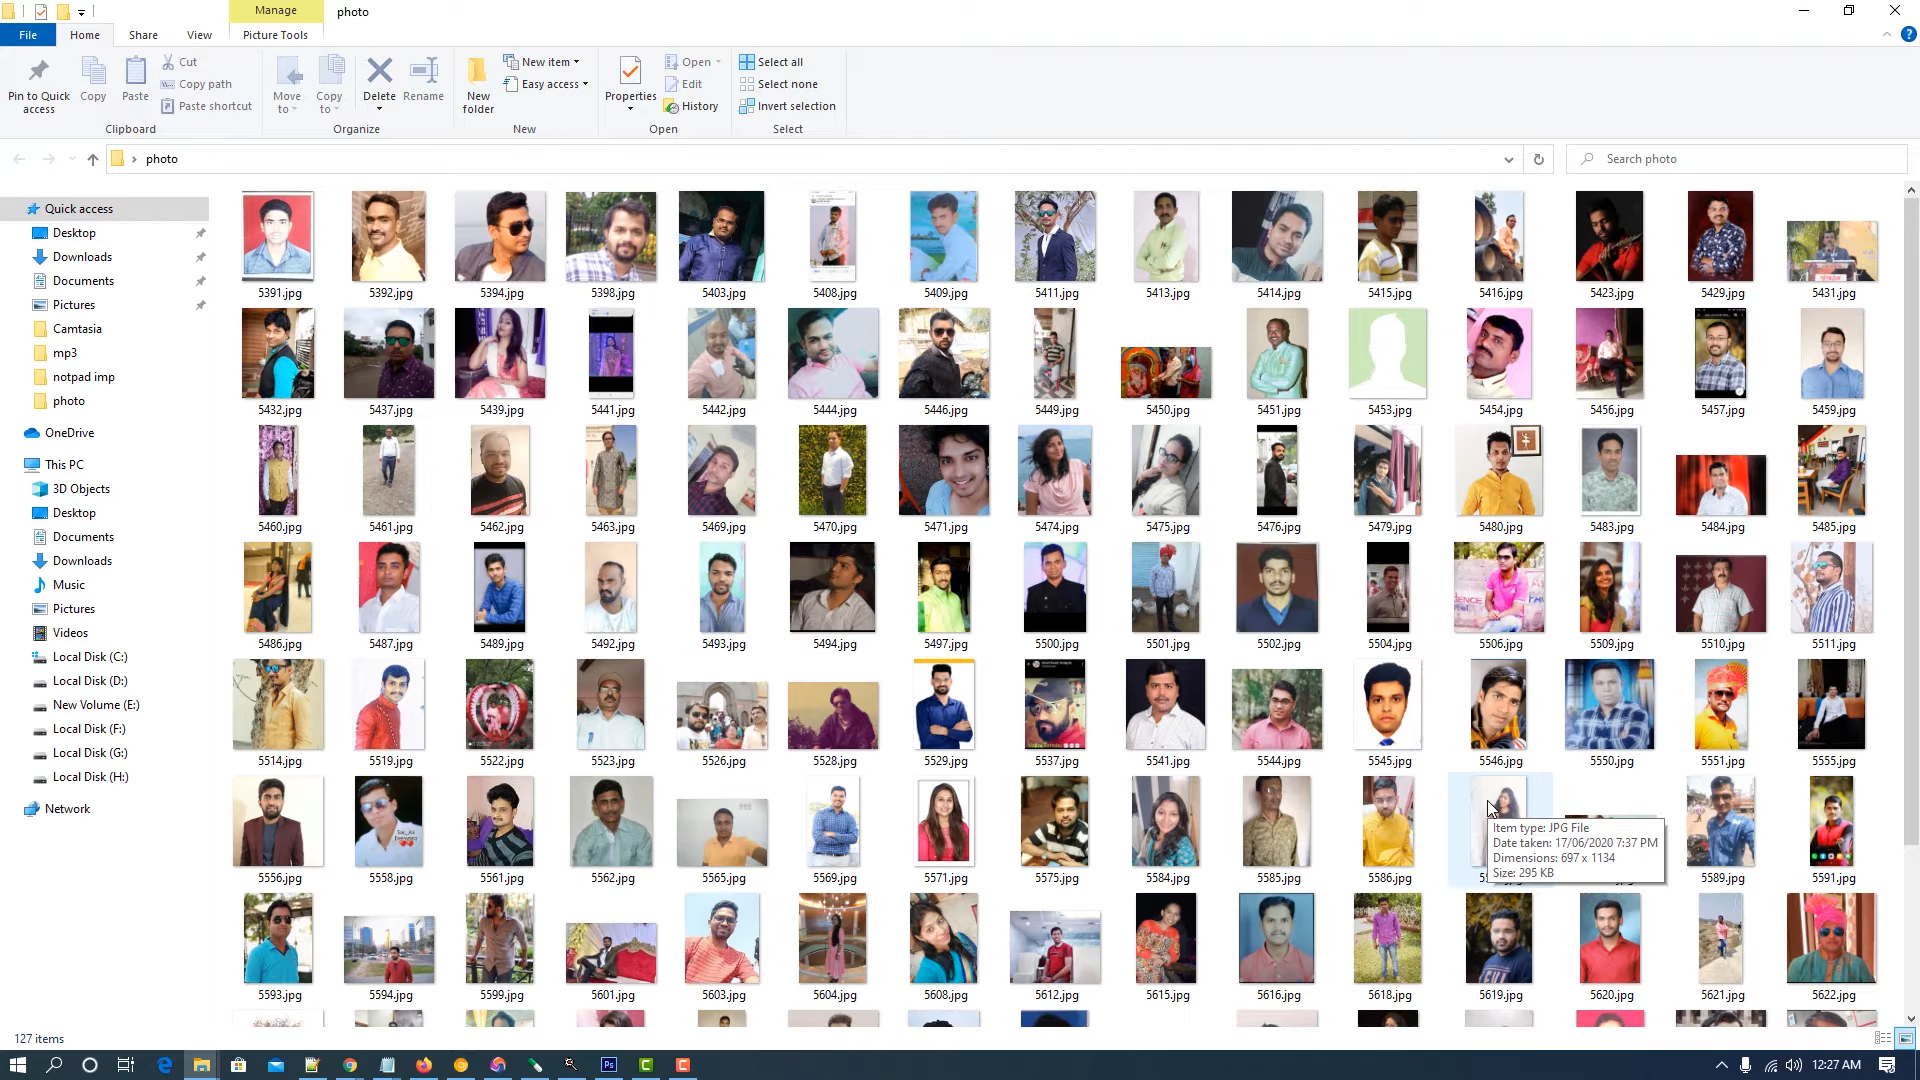 Manage
photo
File
Home
Share
View
Picture Tools
Pin to Quick access
Copy
Paste
Cut
Copy path
Paste shortcut
Move to
Copy to
Delete
Rename
New folder
New item
Easy access
Properties
Open
Edit
History
Select all
Select none
Invert selection
Clipboard
Organize
New
Open
Select
photo
Search photo
Quick access
Desktop
Downloads
Documents
Pictures
Camtasia
mp3
notpad imp
photo
OneDrive
This PC
3D Objects
Desktop
Documents
Downloads
Music
Pictures
Videos
Local Disk (C:)
Local Disk (D:)
New Volume (E:)
Local Disk (F:)
Local Disk (G:)
Local Disk (H:)
Network
5391.jpg 5392.jpg 5394.jpg 5398.jpg 5403.jpg 5408.jpg 5409.jpg 5411.jpg 5413.jpg 5414.jpg 5415.jpg 5416.jpg 5423.jpg 5429.jpg 5431.jpg
5432.jpg 5437.jpg 5439.jpg 5441.jpg 5442.jpg 5444.jpg 5446.jpg 5449.jpg 5450.jpg 5451.jpg 5453.jpg 5454.jpg 5456.jpg 5457.jpg 5459.jpg
5460.jpg 5461.jpg 5462.jpg 5463.jpg 5469.jpg 5470.jpg 5471.jpg 5474.jpg 5475.jpg 5476.jpg 5479.jpg 5480.jpg 5483.jpg 5484.jpg 5485.jpg
5486.jpg 5487.jpg 5489.jpg 5492.jpg 5493.jpg 5494.jpg 5497.jpg 5500.jpg 5501.jpg 5502.jpg 5504.jpg 5506.jpg 5509.jpg 5510.jpg 5511.jpg
5514.jpg 5519.jpg 5522.jpg 5523.jpg 5526.jpg 5528.jpg 5529.jpg 5537.jpg 5541.jpg 5544.jpg 5545.jpg 5546.jpg 5550.jpg 5551.jpg 5555.jpg
5556.jpg 5558.jpg 5561.jpg 5562.jpg 5565.jpg 5569.jpg 5571.jpg 5575.jpg 5584.jpg 5585.jpg 5586.jpg 5589.jpg 5591.jpg
Item type: JPG File
Date taken: 17/06/2020 7:37 PM
Dimensions: 697 x 1134
Size: 295 KB
5593.jpg 5594.jpg 5599.jpg 5601.jpg 5603.jpg 5604.jpg 5608.jpg 5612.jpg 5615.jpg 5616.jpg 5618.jpg 5619.jpg 5620.jpg 5621.jpg 5622.jpg
127 items
Ps
12:27 AM